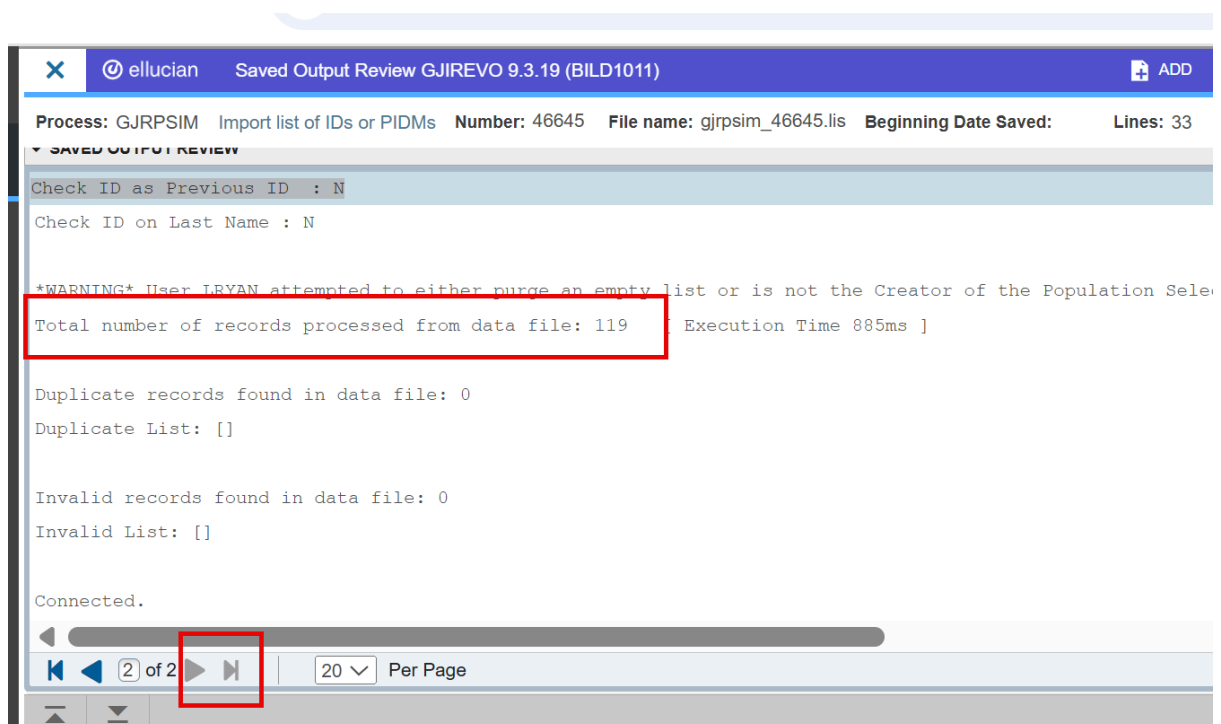 ellucian Saved Output Review GJIREVO 9.3.19 (BILD1011) ADD
Process: GJRPSIM Import list of IDs or PIDMs Number: 46645 File name: gjrpsim_46645.lis Beginning Date Saved: Lines: 33
SAVED OUTPUT REVIEW
Check ID as Previous ID : N
Check ID on Last Name : N
*WARNING* User LRYAN attempted to either purge an empty list or is not the Creator of the Population Sele
Total number of records processed from data file: 119 [ Execution Time 885ms ]
Duplicate records found in data file: 0
Duplicate List: []
Invalid records found in data file: 0
Invalid List: []
Connected.
2 of 2 20 Per Page